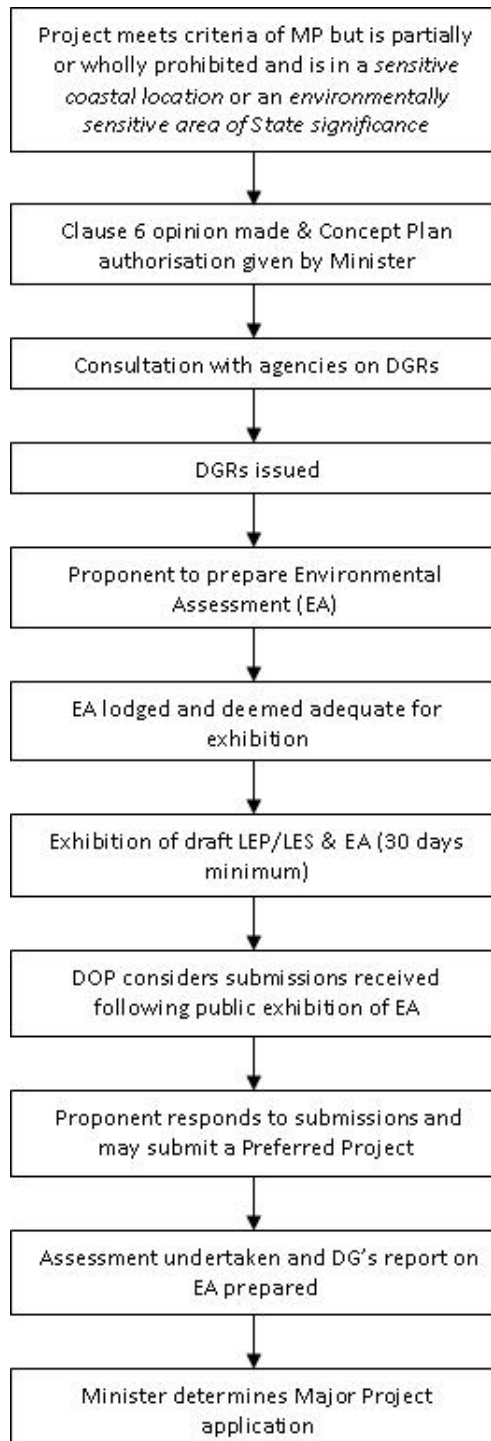 Project meets criteria of MP but is partially
or wholly prohibited and is in a sensitive
coastal location or an environmentally
sensitive area of State significance
Clause 6 opinion made & Concept Plan
authorisation given by Minister
Consultation with agencies on DGRs
DGRs issued
Proponent to prepare Environmental
Assessment (EA)
EA lodged and deemed adequate for
exhibition
Exhibition of draft LEP/LES & EA (30 days
minimum)
DOP considers submissions received
following public exhibition of EA
Proponent responds to submissions and
may submit a Preferred Project
Assessment undertaken and DG's report on
EA prepared
Minister determines Major Project
application